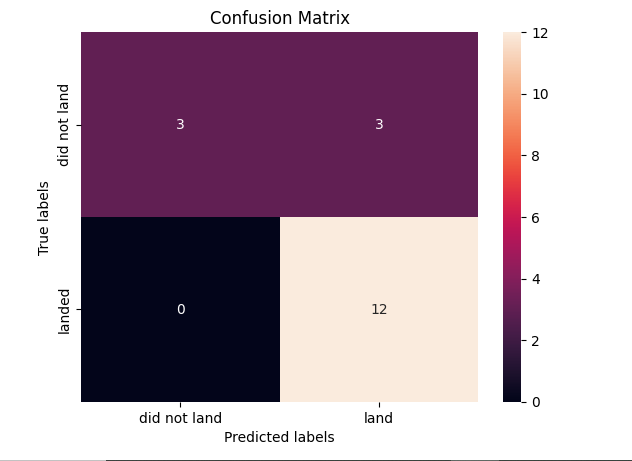 Confusion Matrix
True labels
did not land
landed
3
3
0
12
did not land
land
Predicted labels
12
10
8
6
4
2
0